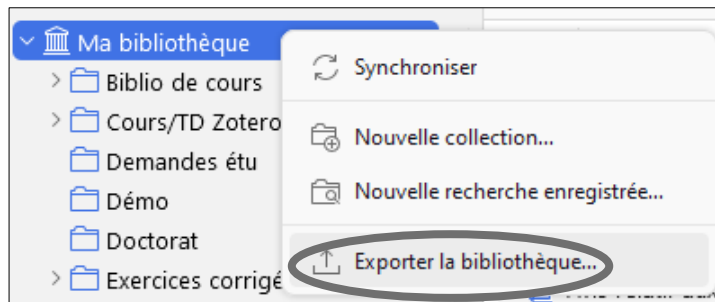 Ma bibliothèque
Biblio de cours
Cours/TD Zotero
Demandes étu
Démo
Doctorat
Exercices corrigé
Synchroniser
Nouvelle collection...
Nouvelle recherche enregistrée...
Exporter la bibliothèque...